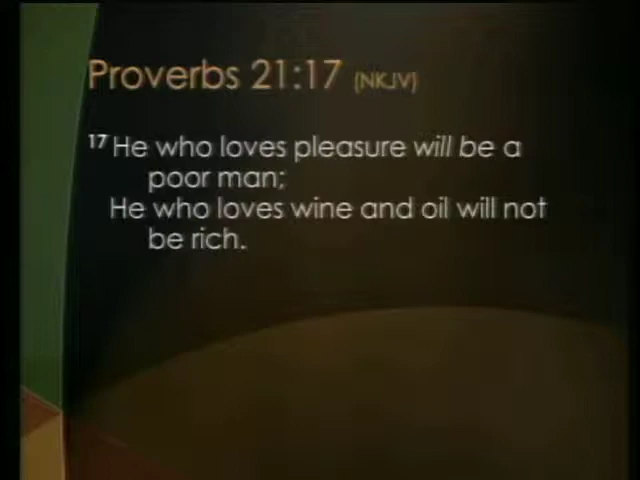 Proverbs 21:17 (NKJV)
17 He who loves pleasure will be a
poor man;
He who loves wine and oil will not
be rich.